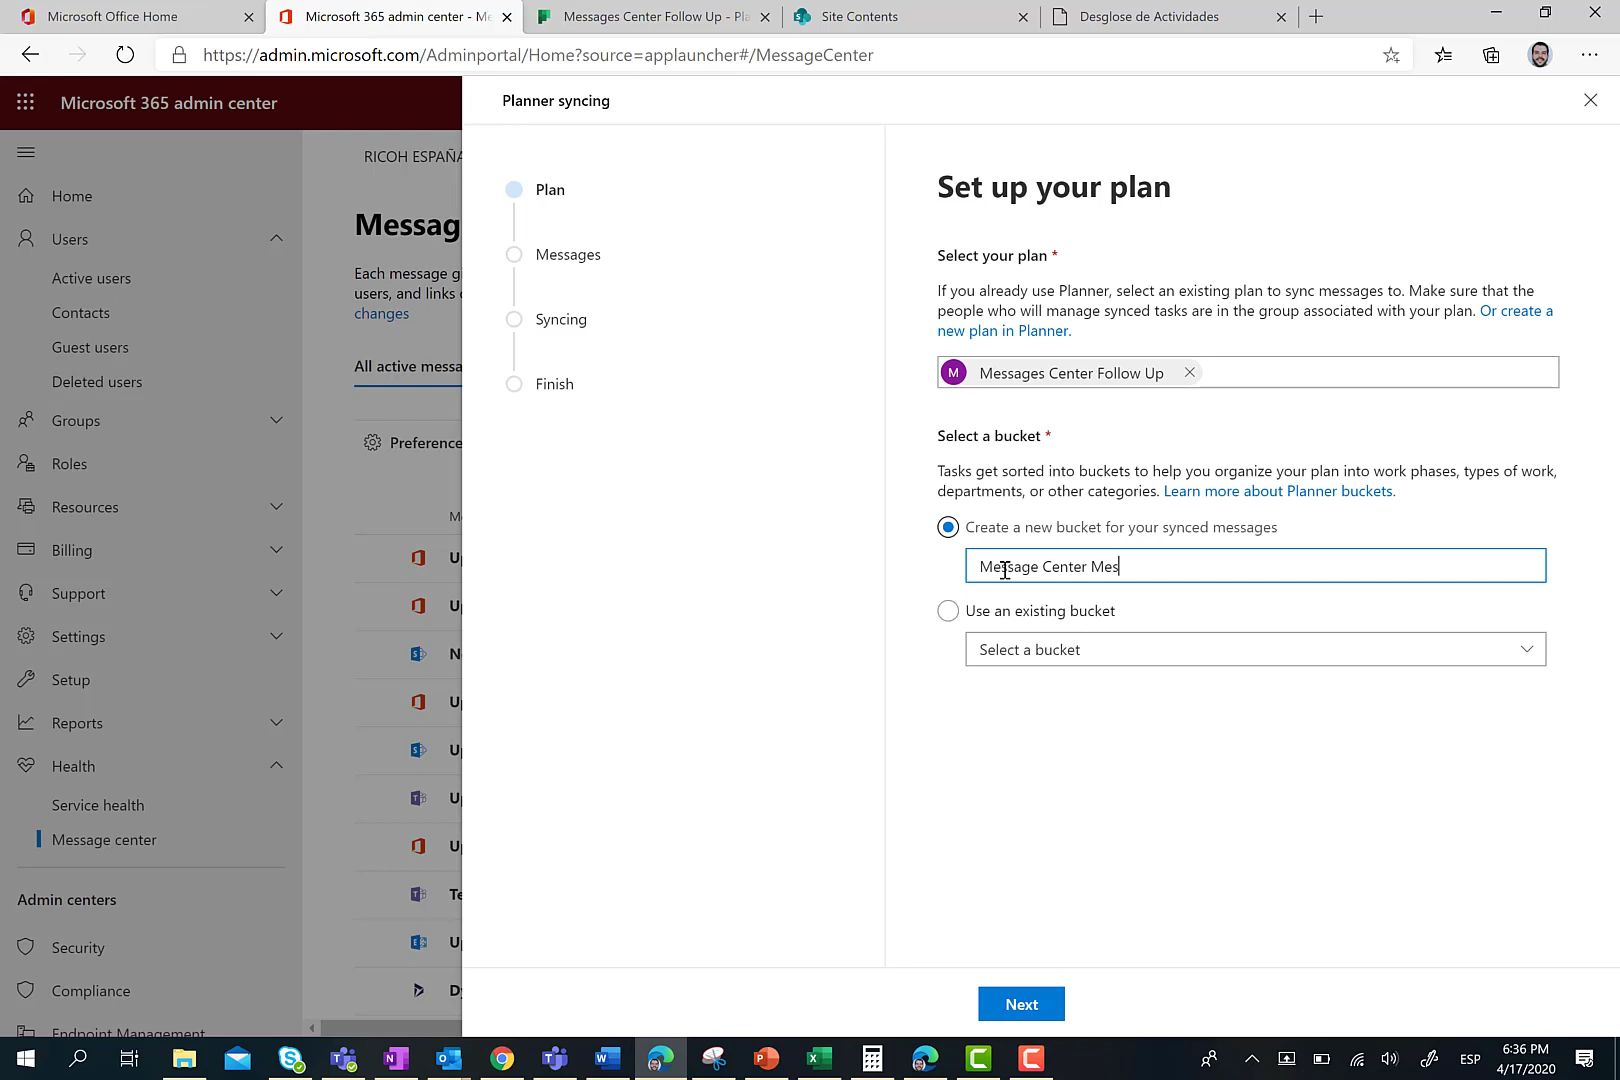 Microsoft Office Home
Microsoft 365 admin center - Me
Messages Center Follow Up - Pla
Site Contents
Desglose de Actividades
https://admin.microsoft.com/Adminportal/Home?source=applauncher#/MessageCenter
Microsoft 365 admin center
Home
Users
Active users
Contacts
Guest users
Deleted users
Groups
Roles
Resources
Billing
Support
Settings
Setup
Reports
Health
Service health
Message center
Admin centers
Security
Compliance
Endpoint Management
RICOH ESPAÑA
Messag
Each message g
users, and links
changes
All active messa
Preference
M
Planner syncing
Plan
Messages
Syncing
Finish
Set up your plan
Select your plan *
If you already use Planner, select an existing plan to sync messages to. Make sure that the
people who will manage synced tasks are in the group associated with your plan. Or create a
new plan in Planner.
M Messages Center Follow Up
Select a bucket *
Tasks get sorted into buckets to help you organize your plan into work phases, types of work,
departments, or other categories. Learn more about Planner buckets.
Create a new bucket for your synced messages
Message Center Mes
Use an existing bucket
Select a bucket
Next
ESP
6:36 PM
4/17/2020